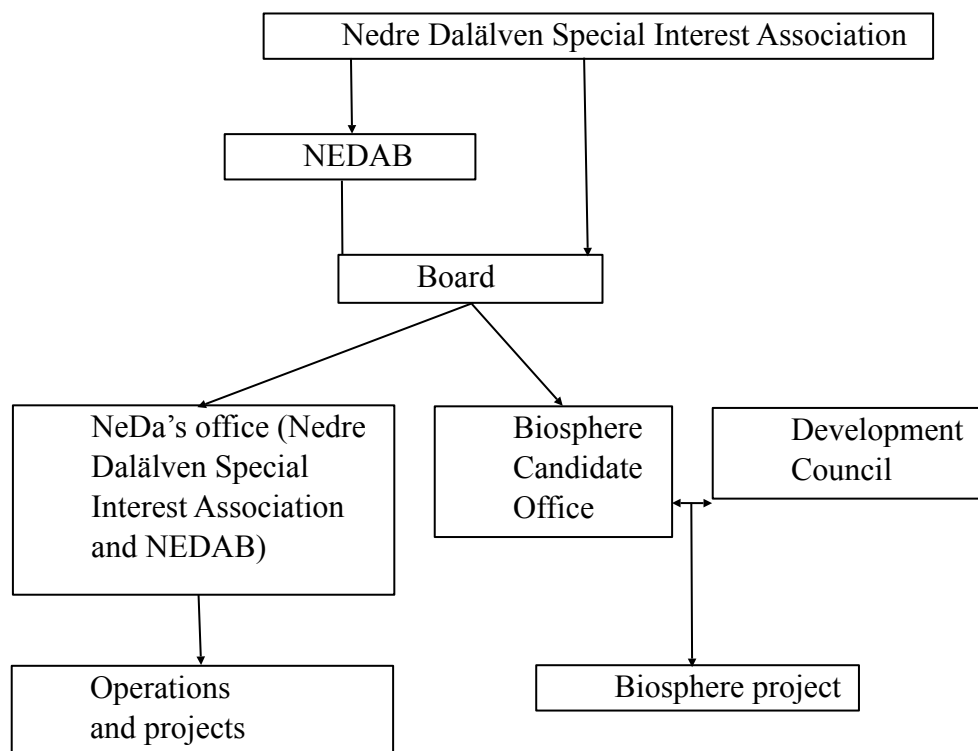 Nedre Dalälven Special Interest Association
NEDAB
Board
NeDa’s office (Nedre
Dalälven Special
Interest Association
and NEDAB)
Biosphere
Candidate
Office
Development
Council
Operations
and projects
Biosphere project